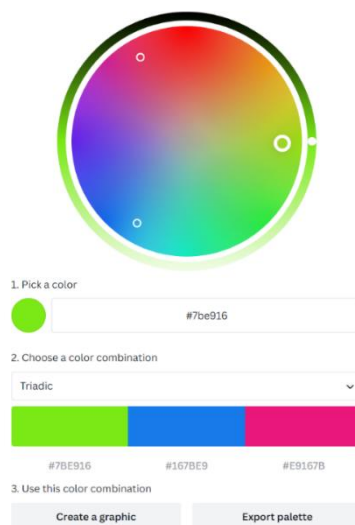 1. Pick a color
#7be916
2. Choose a color combination
Triadic
#7BE916 #167BE9 #E9167B
3. Use this color combination
Create a graphic Export palette